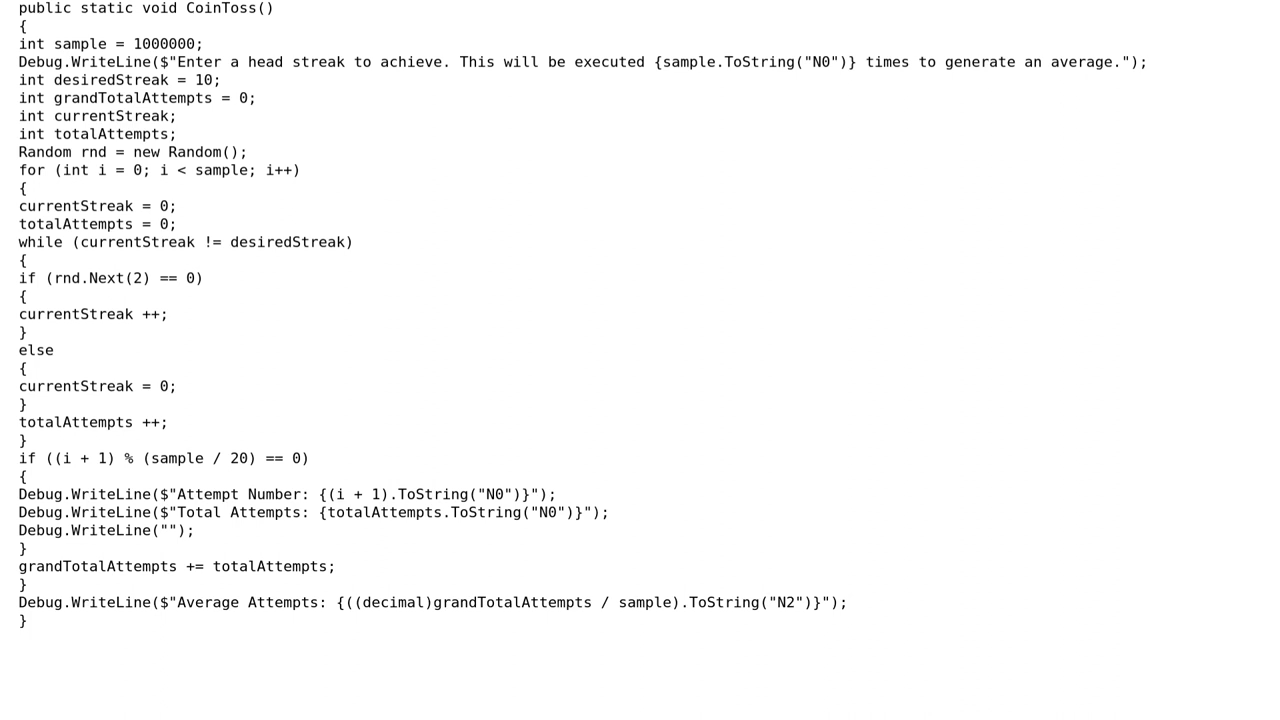 public static void CoinToss()
{
int sample = 1000000;
Debug.WriteLine($"Enter a head streak to achieve. This will be executed {sample.ToString("N0")} times to generate an average.");
int desiredStreak = 10;
int grandTotalAttempts = 0;
int currentStreak;
int totalAttempts;
Random rnd = new Random();
for (int i = 0; i < sample; i++)
{
currentStreak = 0;
totalAttempts = 0;
while (currentStreak != desiredStreak)
{
if (rnd.Next(2) == 0)
{
currentStreak ++;
}
else
{
currentStreak = 0;
}
totalAttempts ++;
}
if ((i + 1) % (sample / 20) == 0)
{
Debug.WriteLine($"Attempt Number: {(i + 1).ToString("N0")}");
Debug.WriteLine($"Total Attempts: {totalAttempts.ToString("N0")}");
Debug.WriteLine("");
}
grandTotalAttempts += totalAttempts;
}
Debug.WriteLine($"Average Attempts: {((decimal)grandTotalAttempts / sample).ToString("N2")}");
}